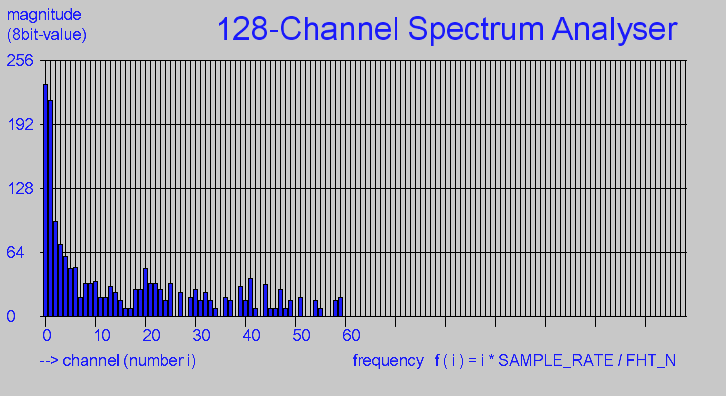 magnitude
(8bit-value)
128-Channel Spectrum Analyser
256
192
128
64
0
0 10 20 30 40 50 60
--> channel (number i)
frequency f ( i ) = i * SAMPLE_RATE / FHT_N